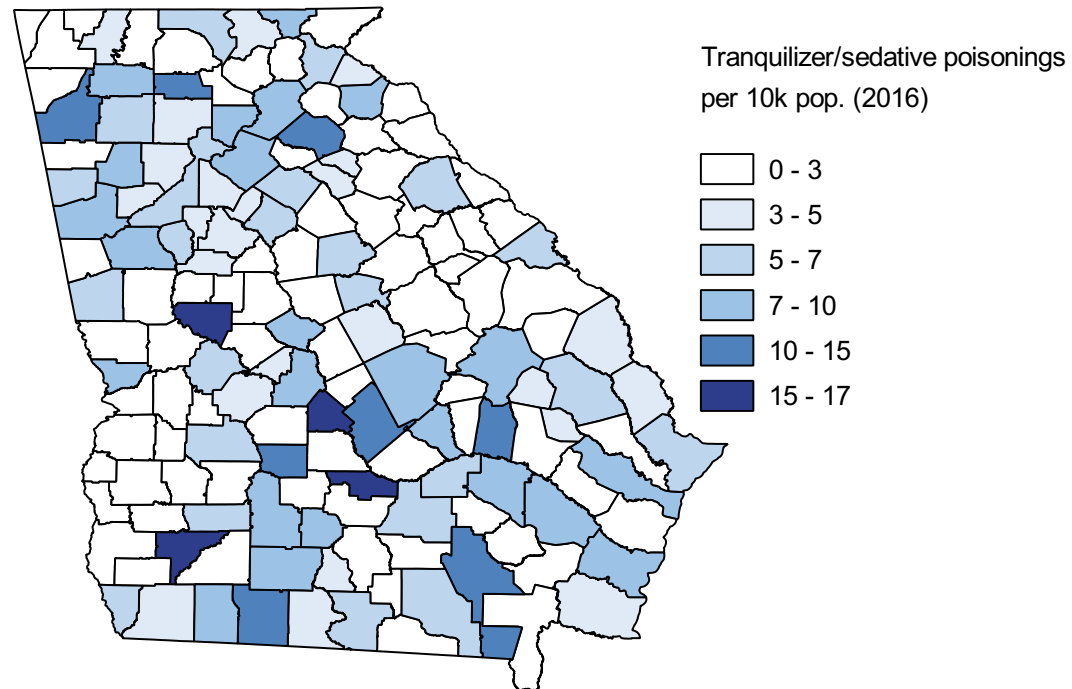 Tranquilizer/sedative poisonings
per 10k pop. (2016)
0 - 3
3 - 5
5 - 7
7 - 10
10 - 15
15 - 17